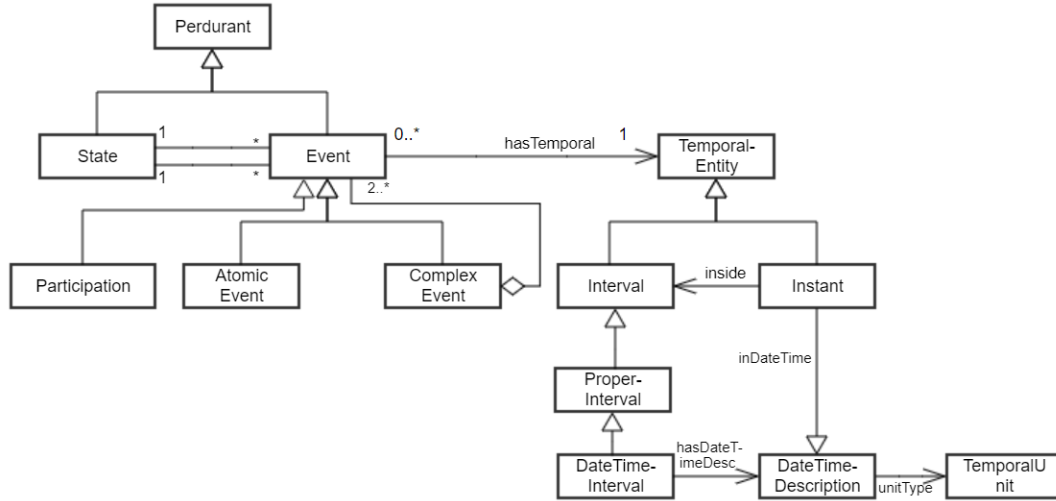 Perdurant
1
*
0..*
1
State
Event
hasTemporal
Temporal-
Entity
1
*
2..*
Participation
Atomic
Event
Complex
Event
Interval
inside
Instant
inDateTime
Proper-
Interval
DateTime-
Interval
hasDateT-
imeDesc
DateTime-
Description
unitType
TemporalU
nit